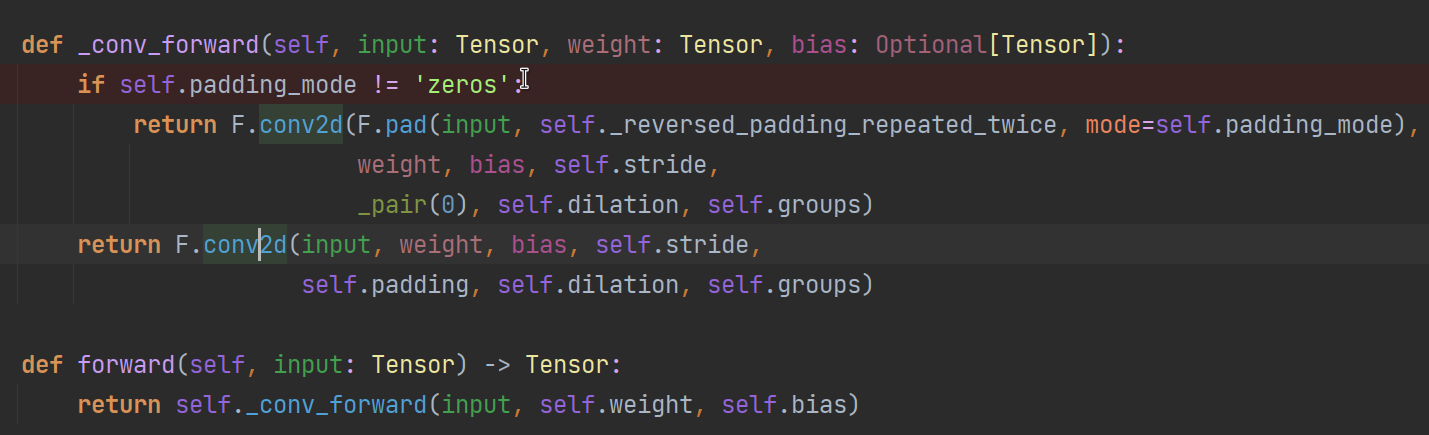 def _conv_forward(self, input: Tensor, weight: Tensor, bias: Optional[Tensor]):
if self.padding_mode != 'zeros':
return F.conv2d(F.pad(input, self._reversed_padding_repeated_twice, mode=self.padding_mode),
weight, bias, self.stride,
_pair(0), self.dilation, self.groups)
return F.conv2d(input, weight, bias, self.stride,
self.padding, self.dilation, self.groups)
def forward(self, input: Tensor) -> Tensor:
return self._conv_forward(input, self.weight, self.bias)